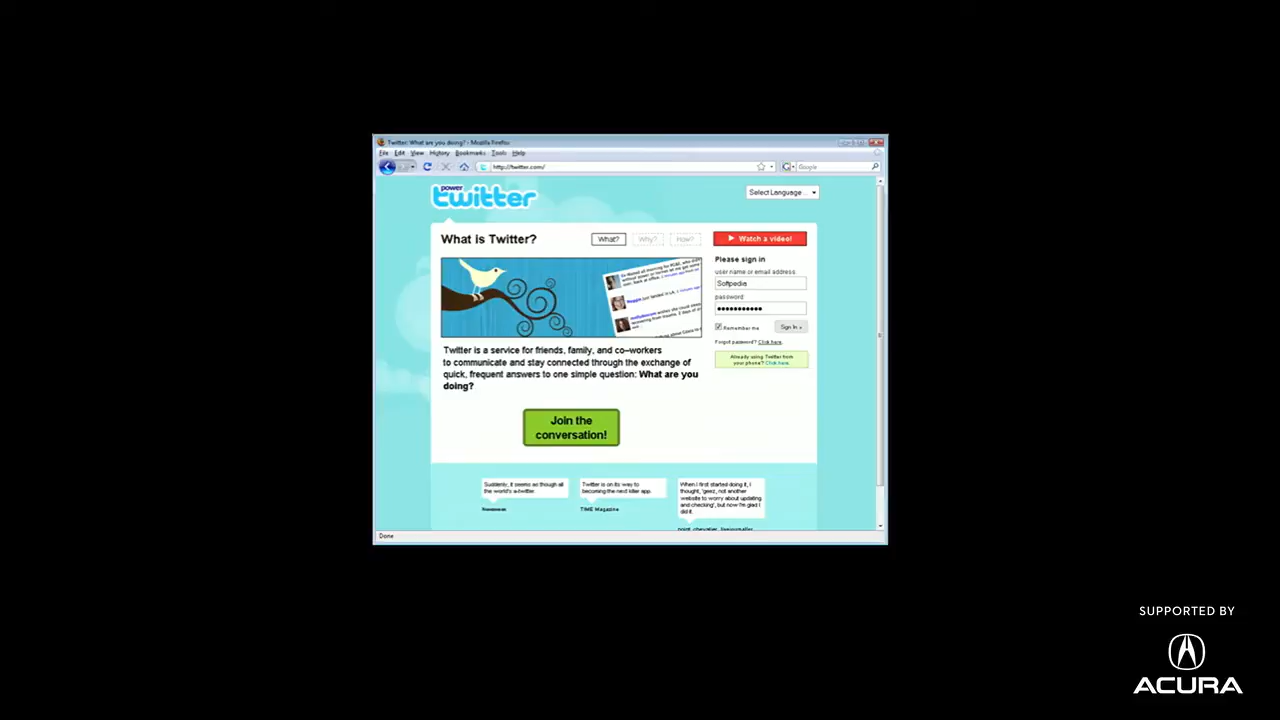 Twitter: What are you doing? - Mozilla Firefox
File Edit View History Bookmarks Tools Help
http://twitter.com/
Google
power
twitter
Select Language...
What is Twitter?
What?
Why?
How?
Watch a video!
Please sign in
user name or email address
Softpedia
password:
Remember me
Sign In »
Forgot password? Click here.
Already using Twitter from
your phone? Click here.
Twitter is a service for friends, family, and co–workers
to communicate and stay connected through the exchange of
quick, frequent answers to one simple question: What are you
doing?
Join the
conversation!
Suddenly, it seems as though all
the world's a-twitter.
Twitter is on its way to
becoming the next killer app.
TIME Magazine
When I first started doing it, I
thought, 'geez, not another
website to worry about updating
and checking', but now I'm glad I
did it.
Done
SUPPORTED BY
ACURA